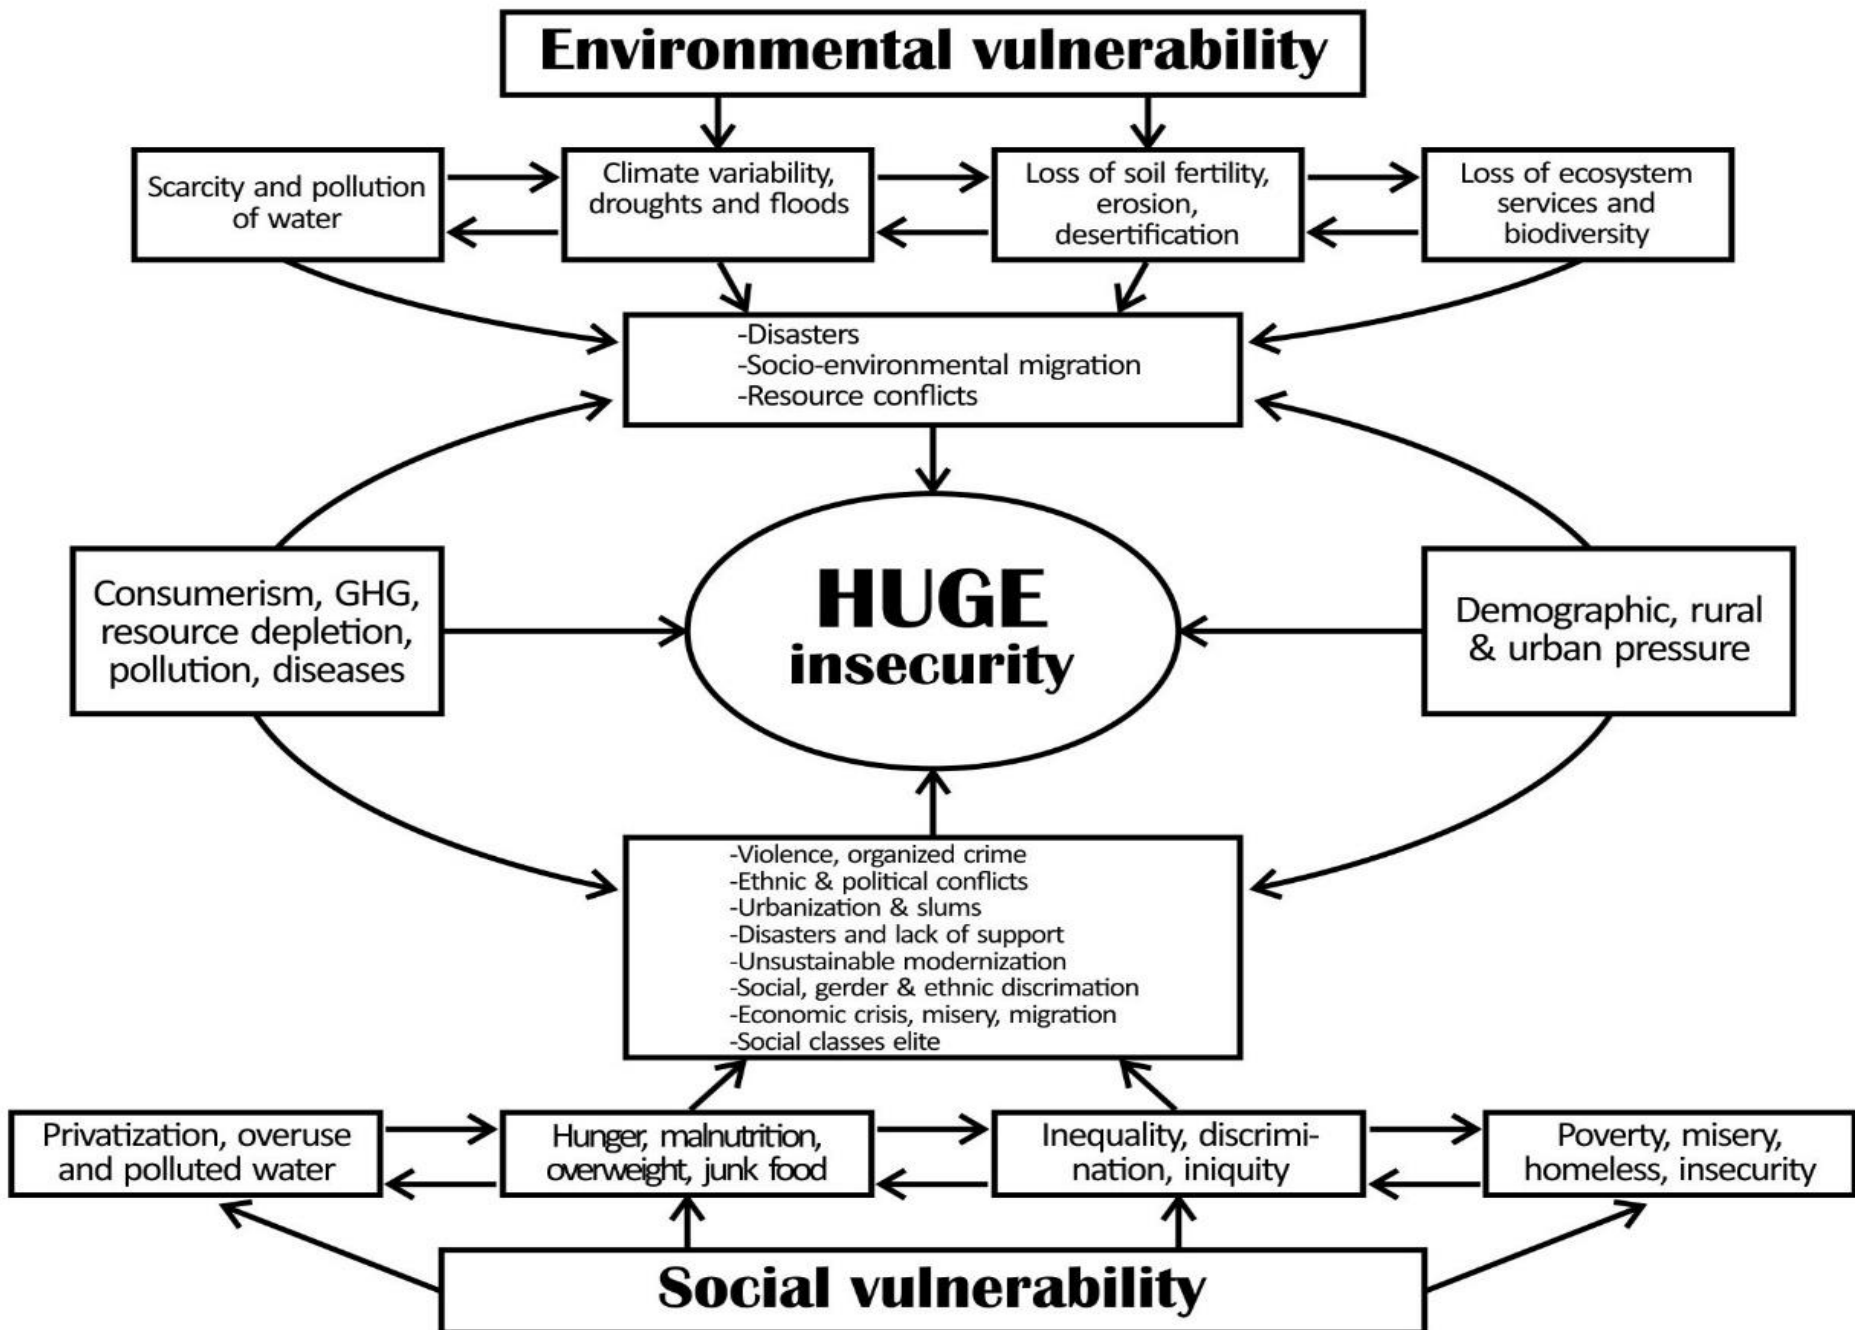 Environmental vulnerability
Scarcity and pollution
of water
Climate variability,
droughts and floods
Loss of soil fertility,
erosion,
desertification
Loss of ecosystem
services and
biodiversity
-Disasters
-Socio-environmental migration
-Resource conflicts
Consumerism, GHG,
resource depletion,
pollution, diseases
HUGE
insecurity
Demographic, rural
& urban pressure
-Violence, organized crime
-Ethnic & political conflicts
-Urbanization & slums
-Disasters and lack of support
-Unsustainable modernization
-Social, gerder & ethnic discrimation
-Economic crisis, misery, migration
-Social classes elite
Privatization, overuse
and polluted water
Hunger, malnutrition,
overweight, junk food
Inequality, discrimi-
nation, iniquity
Poverty, misery,
homeless, insecurity
Social vulnerability